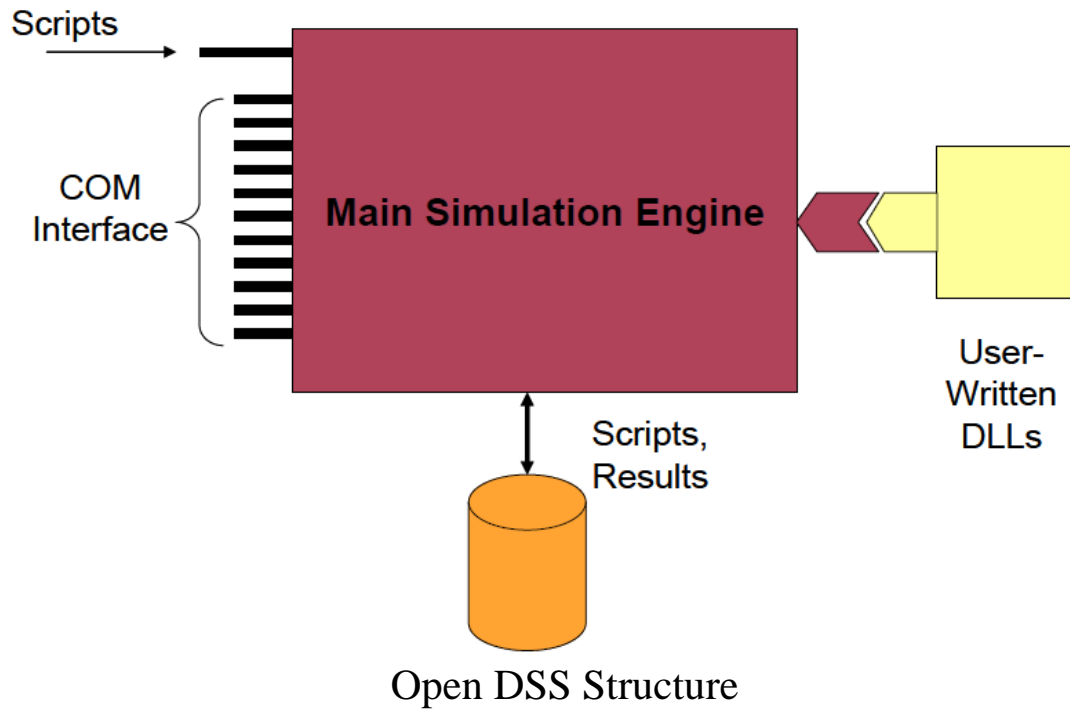 Scripts
COM
Interface
Main Simulation Engine
User-
Written
DLLs
Scripts,
Results
Open DSS Structure